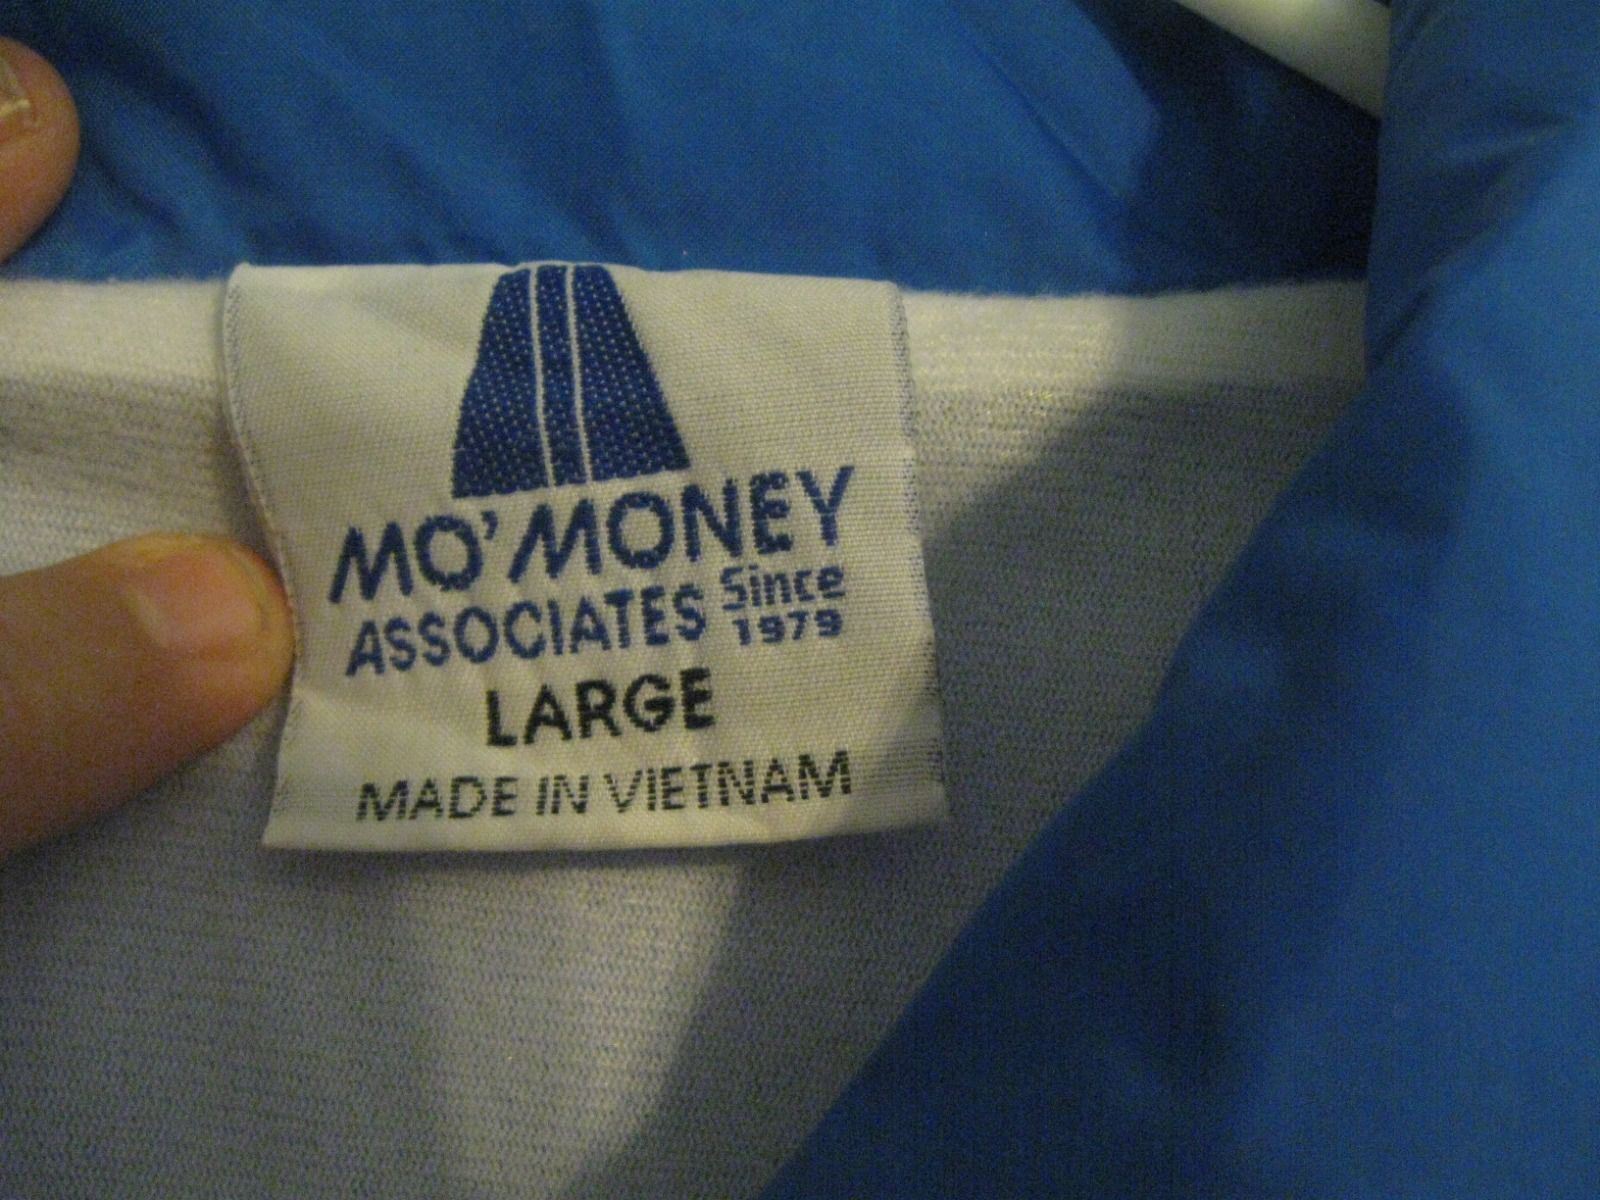 MO' MONEY
ASSOCIATES Since 1979
LARGE
MADE IN VIETNAM